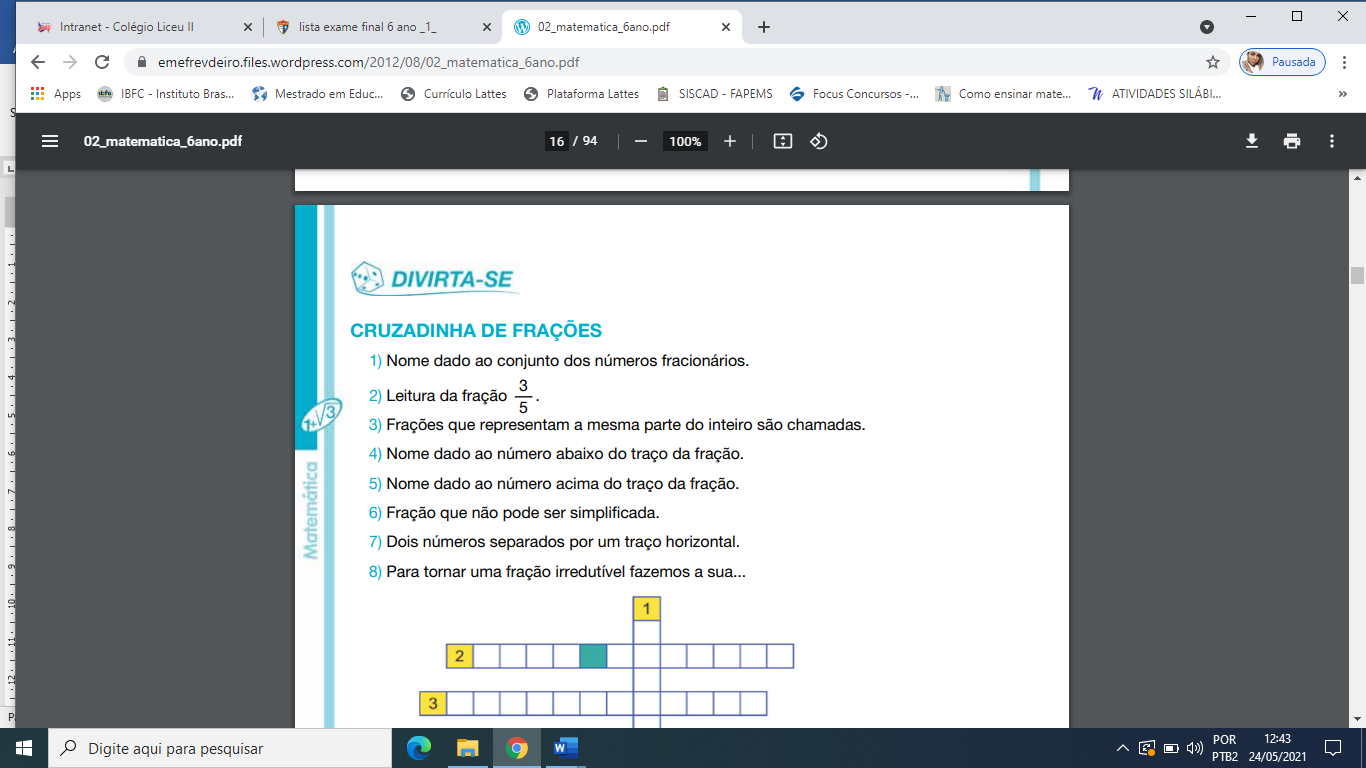 Intranet - Colégio Liceu II
lista exame final 6 ano _1_
02_matematica_6ano.pdf
emefrevdeiro.files.wordpress.com/2012/08/02_matematica_6ano.pdf
Pausada
Apps
IBFC - Instituto Bras...
Mestrado em Educ...
Currículo Lattes
Plataforma Lattes
SISCAD - FAPEMS
Focus Concursos -...
Como ensinar mate...
ATIVIDADES SILÁBI...
02_matematica_6ano.pdf
16 / 94
100%
DIVIRTA-SE
CRUZADINHA DE FRAÇÕES
1) Nome dado ao conjunto dos números fracionários.
2) Leitura da fração 3/5.
3) Frações que representam a mesma parte do inteiro são chamadas.
4) Nome dado ao número abaixo do traço da fração.
5) Nome dado ao número acima do traço da fração.
6) Fração que não pode ser simplificada.
7) Dois números separados por um traço horizontal.
8) Para tornar uma fração irredutível fazemos a sua...
1+√3
Matemática
1
2
3
Digite aqui para pesquisar
POR
PTB2
12:43
24/05/2021